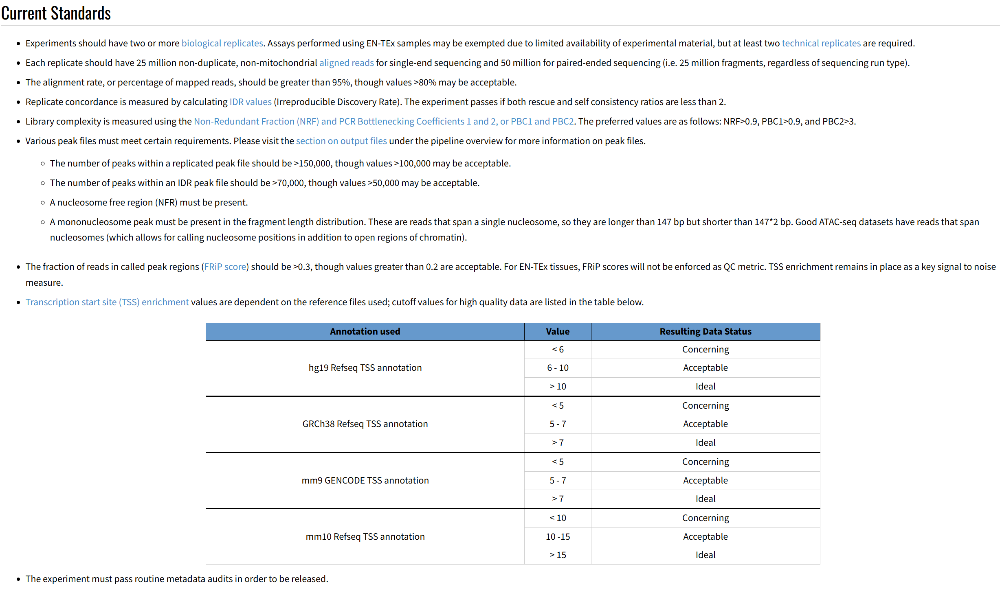 Current Standards
Experiments should have two or more biological replicates. Assays performed using EN-TEx samples may be exempted due to limited availability of experimental material, but at least two technical replicates are required.
Each replicate should have 25 million non-duplicate, non-mitochondrial aligned reads for single-end sequencing and 50 million for paired-ended sequencing (i.e. 25 million fragments, regardless of sequencing run type).
The alignment rate, or percentage of mapped reads, should be greater than 95%, though values >80% may be acceptable.
Replicate concordance is measured by calculating IDR values (Irreproducible Discovery Rate). The experiment passes if both rescue and self consistency ratios are less than 2.
Library complexity is measured using the Non-Redundant Fraction (NRF) and PCR Bottlenecking Coefficients 1 and 2, or PBC1 and PBC2. The preferred values are as follows: NRF>0.9, PBC1>0.9, and PBC2>3.
Various peak files must meet certain requirements. Please visit the section on output files under the pipeline overview for more information on peak files.
The number of peaks within a replicated peak file should be >150,000, though values >100,000 may be acceptable.
The number of peaks within an IDR peak file should be >70,000, though values >50,000 may be acceptable.
A nucleosome free region (NFR) must be present.
A mononucleosome peak must be present in the fragment length distribution. These are reads that span a single nucleosome, so they are longer than 147 bp but shorter than 147*2 bp. Good ATAC-seq datasets have reads that span
nucleosomes (which allows for calling nucleosome positions in addition to open regions of chromatin).
The fraction of reads in called peak regions (FRiP score) should be >0.3, though values greater than 0.2 are acceptable. For EN-TEx tissues, FRiP scores will not be enforced as QC metric. TSS enrichment remains in place as a key signal to noise
measure.
Transcription start site (TSS) enrichment values are dependent on the reference files used; cutoff values for high quality data are listed in the table below.
Annotation used Value Resulting Data Status
hg19 Refseq TSS annotation
< 6 Concerning
6 - 10 Acceptable
> 10 Ideal
GRCh38 Refseq TSS annotation
< 5 Concerning
5 - 7 Acceptable
> 7 Ideal
mm9 GENCODE TSS annotation
< 5 Concerning
5 - 7 Acceptable
> 7 Ideal
mm10 Refseq TSS annotation
< 10 Concerning
10 -15 Acceptable
> 15 Ideal
The experiment must pass routine metadata audits in order to be released.